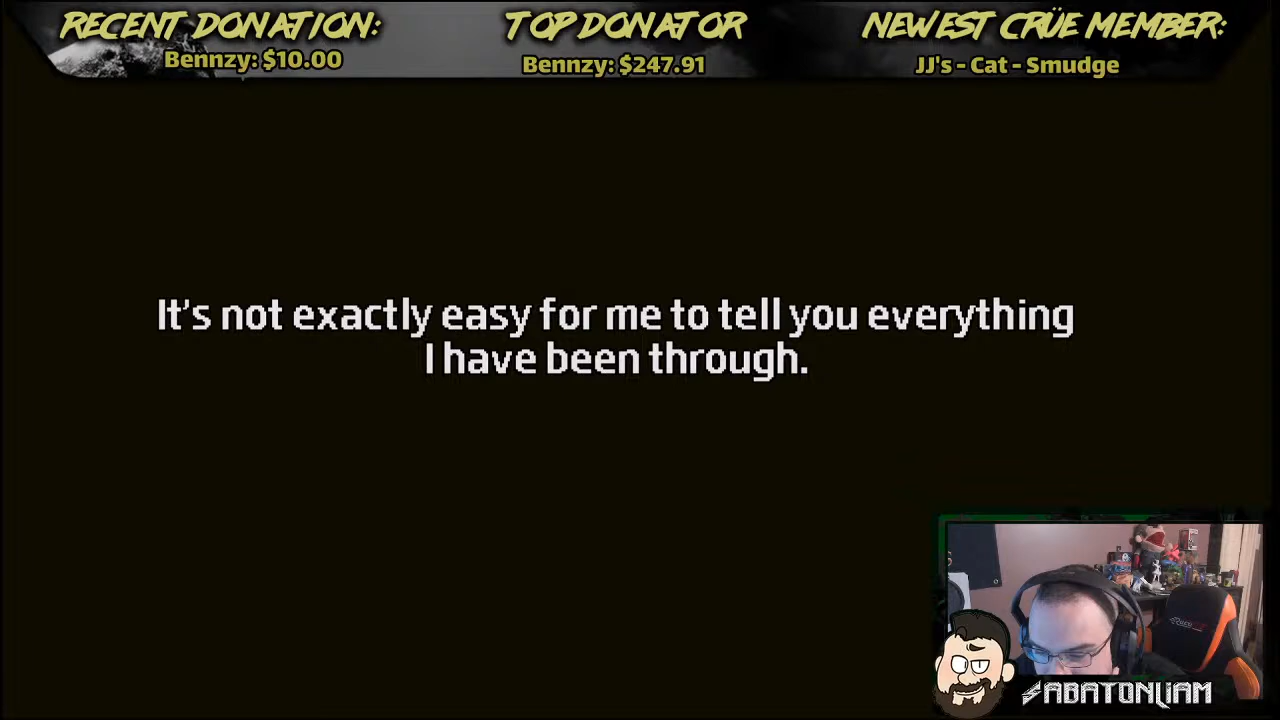 RECENT DONATION:
Bennzy: $10.00
TOP DONATOR
Bennzy: $247.91
NEWEST CRÜE MEMBER:
JJ's - Cat - Smudge
It's not exactly easy for me to tell you everything
I have been through.
SABATONLIAM